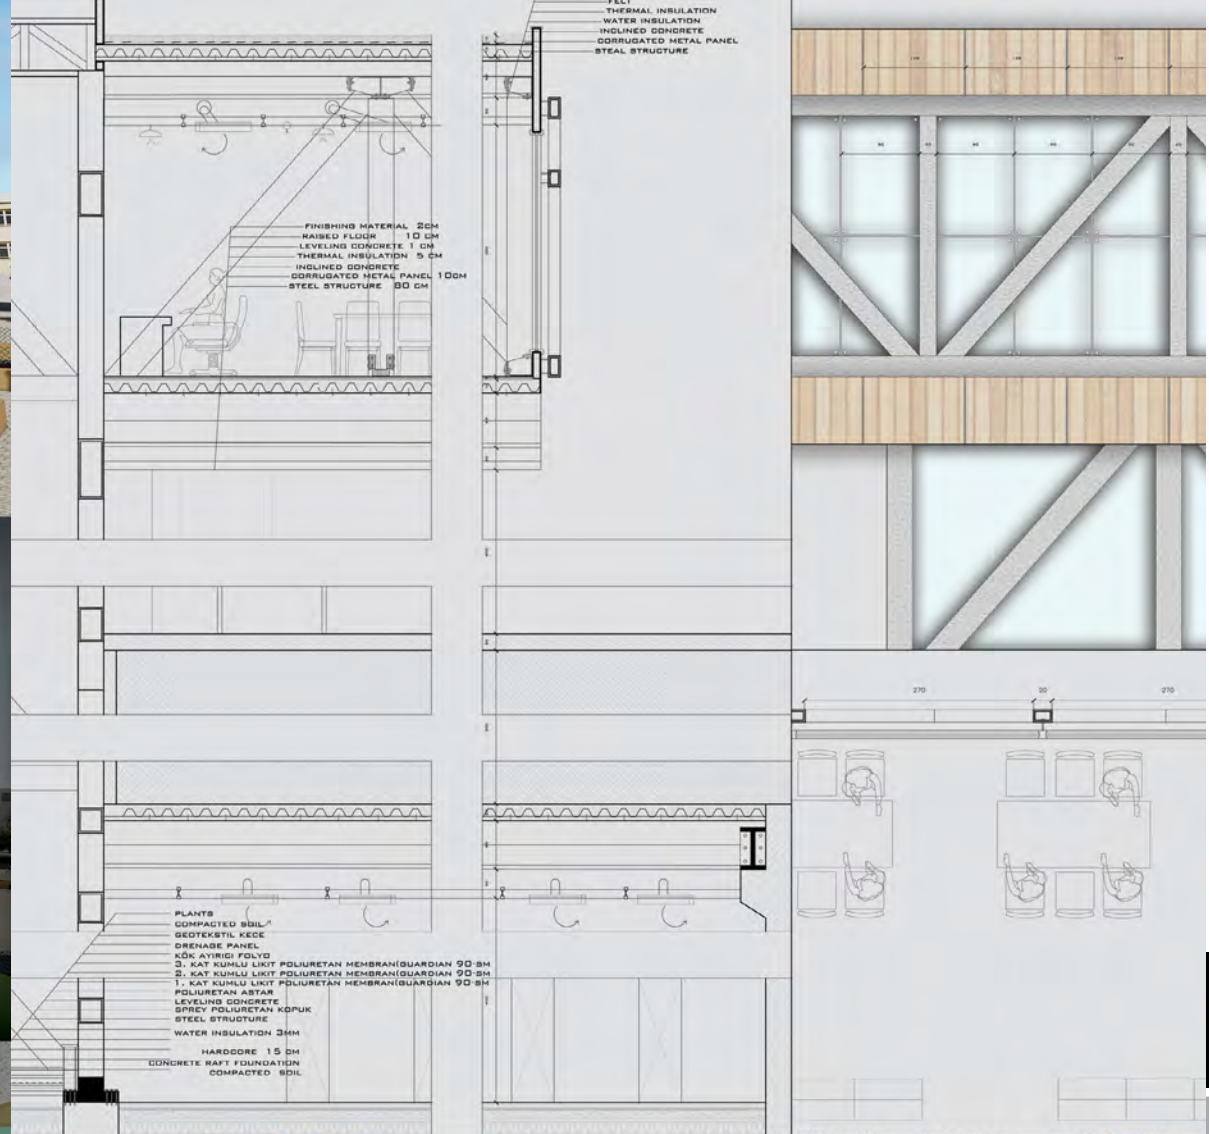 FELT
THERMAL INSULATION
WATER INSULATION
INCLINED CONCRETE
CORRUGATED METAL PANEL
STEAL STRUCTURE
FINISHING MATERIAL 2CM
RAISED FLOOR 10 CM
LEVELING CONCRETE 1 CM
THERMAL INSULATION 5 CM
INCLINED CONCRETE
CORRUGATED METAL PANEL 10CM
STEEL STRUCTURE 80 CM
270 20 270
PLANTS
COMPACTED SOIL
GEOTEKSTIL KECE
DRENAGE PANEL
KÖK AYIRICI FOLYO
3. KAT KUMLU LIKIT POLIURETAN MEMBRAN(GUARDIAN 90-SM
2. KAT KUMLU LIKIT POLIURETAN MEMBRAN(GUARDIAN 90-SM
1. KAT KUMLU LIKIT POLIURETAN MEMBRAN(GUARDIAN 90-SM
POLIURETAN ASTAR
LEVELING CONCRETE
SPREY POLIURETAN KOPUK
STEEL STRUCTURE
WATER INSULATION 3MM
HARDCORE 15 CM
CONCRETE RAFT FOUNDATION
COMPACTED SOIL